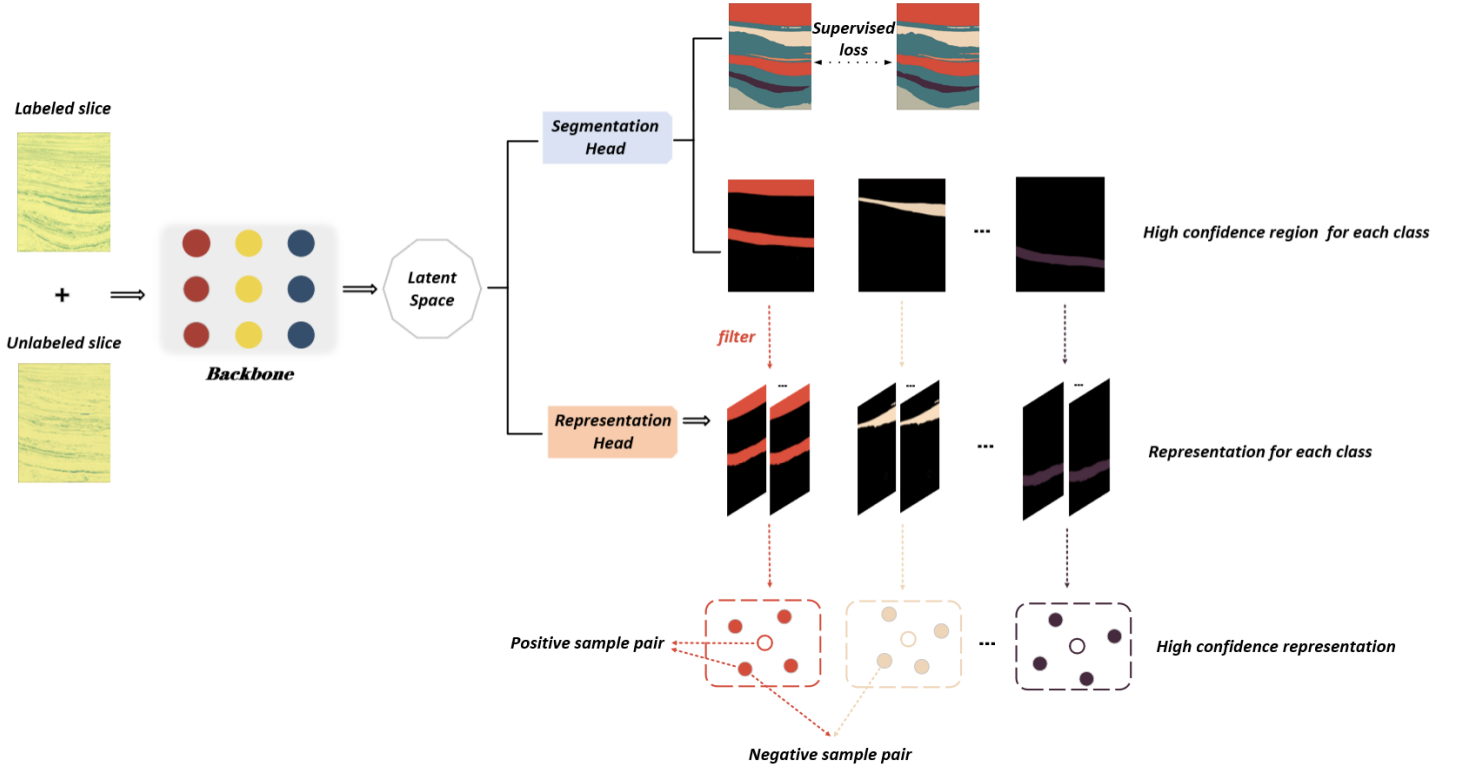 Supervised
loss
Labeled slice
Segmentation
Head
...
High confidence region for each class
Latent
Space
+
Unlabeled slice
filter
Backbone
...
...
...
Representation
Head
...
Representation for each class
Positive sample pair
...
High confidence representation
Negative sample pair